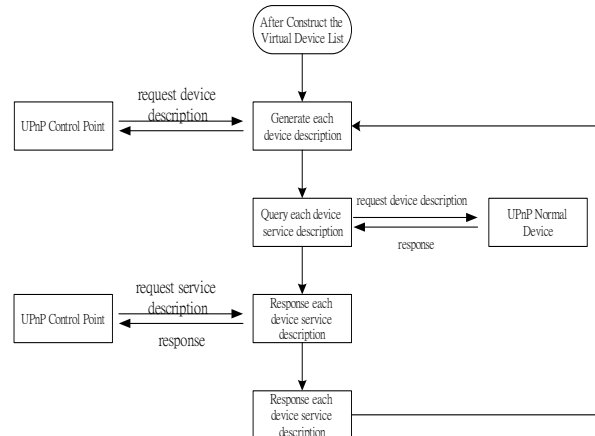 After Construct the
Virtual Device List
request device
description
UPnP Control Point
Generate each
device description
request device description
Query each device
service description
UPnP Normal
Device
response
request service
description
UPnP Control Point
response
Response each
device service
description
Response each
device service
description